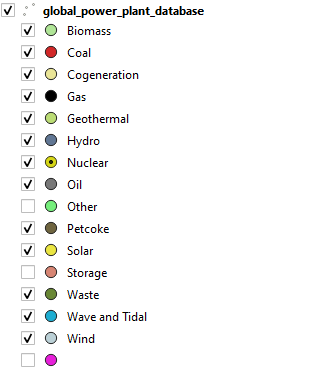 global_power_plant_database
Biomass
Coal
Cogeneration
Gas
Geothermal
Hydro
Nuclear
Oil
Other
Petcoke
Solar
Storage
Waste
Wave and Tidal
Wind